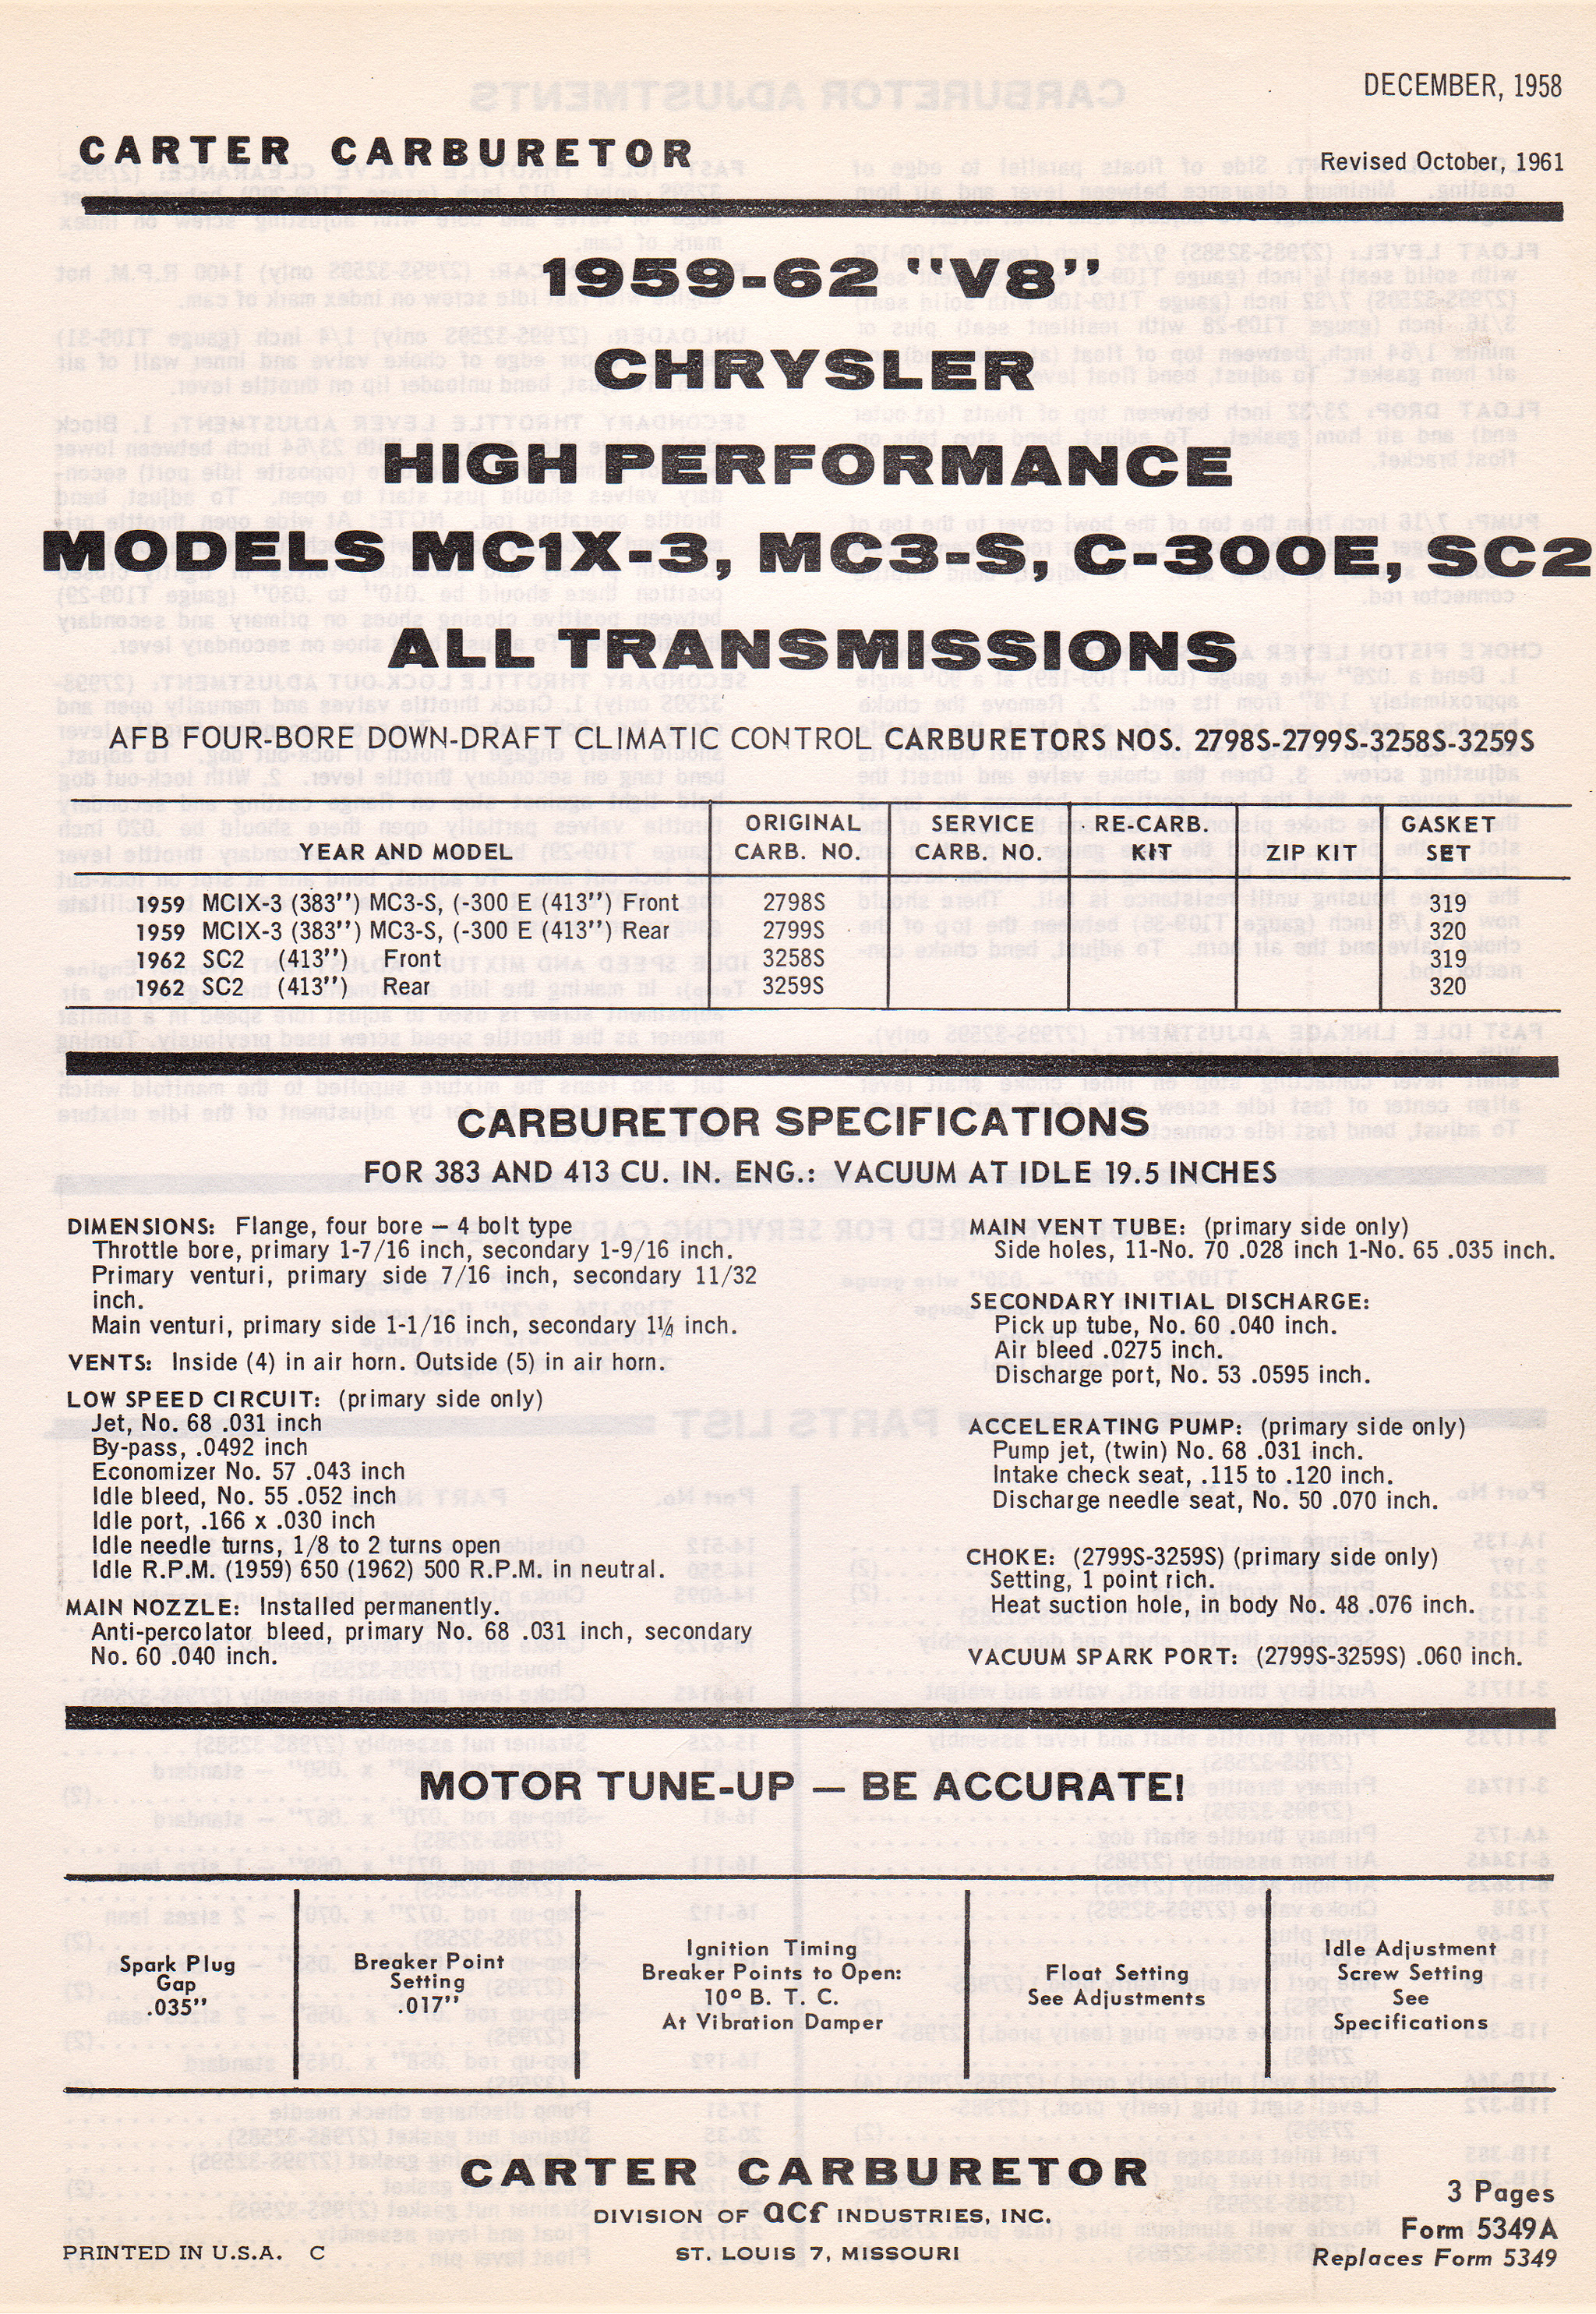 DECEMBER, 1958
CARTER CARBURETOR
Revised October, 1961
1959-62 "V8"
CHRYSLER
HIGH PERFORMANCE
MODELS MC1X-3, MC3-S, C-300E, SC2
ALL TRANSMISSIONS
AFB FOUR-BORE DOWN-DRAFT CLIMATIC CONTROL CARBURETORS NOS. 2798S-2799S-3258S-3259S
YEAR AND MODEL ORIGINAL CARB. NO. SERVICE CARB. NO. RE-CARB. KIT ZIP KIT GASKET SET
1959 MCIX-3 (383") MC3-S, (-300 E (413") Front 2798S 319
1959 MCIX-3 (383") MC3-S, (-300 E (413") Rear 2799S 320
1962 SC2 (413") Front 3258S 319
1962 SC2 (413") Rear 3259S 320
CARBURETOR SPECIFICATIONS
FOR 383 AND 413 CU. IN. ENG.: VACUUM AT IDLE 19.5 INCHES
DIMENSIONS: Flange, four bore — 4 bolt type
Throttle bore, primary 1-7/16 inch, secondary 1-9/16 inch.
Primary venturi, primary side 7/16 inch, secondary 11/32
inch.
Main venturi, primary side 1-1/16 inch, secondary 1¼ inch.
VENTS: Inside (4) in air horn. Outside (5) in air horn.
LOW SPEED CIRCUIT: (primary side only)
Jet, No. 68 .031 inch
By-pass, .0492 inch
Economizer No. 57 .043 inch
Idle bleed, No. 55 .052 inch
Idle port, .166 x .030 inch
Idle needle turns, 1/8 to 2 turns open
Idle R.P.M. (1959) 650 (1962) 500 R.P.M. in neutral.
MAIN NOZZLE: Installed permanently.
Anti-percolator bleed, primary No. 68 .031 inch, secondary
No. 60 .040 inch.
MAIN VENT TUBE: (primary side only)
Side holes, 11-No. 70 .028 inch 1-No. 65 .035 inch.
SECONDARY INITIAL DISCHARGE:
Pick up tube, No. 60 .040 inch.
Air bleed .0275 inch.
Discharge port, No. 53 .0595 inch.
ACCELERATING PUMP: (primary side only)
Pump jet, (twin) No. 68 .031 inch.
Intake check seat, .115 to .120 inch.
Discharge needle seat, No. 50 .070 inch.
CHOKE: (2799S-3259S) (primary side only)
Setting, 1 point rich.
Heat suction hole, in body No. 48 .076 inch.
VACUUM SPARK PORT: (2799S-3259S) .060 inch.
MOTOR TUNE-UP — BE ACCURATE!
Spark Plug
Gap
.035"
Breaker Point
Setting
.017"
Ignition Timing
Breaker Points to Open:
10° B. T. C.
At Vibration Damper
Float Setting
See Adjustments
Idle Adjustment
Screw Setting
See
Specifications
CARTER CARBURETOR
DIVISION OF acf INDUSTRIES, INC.
ST. LOUIS 7, MISSOURI
PRINTED IN U.S.A. C
3 Pages
Form 5349A
Replaces Form 5349